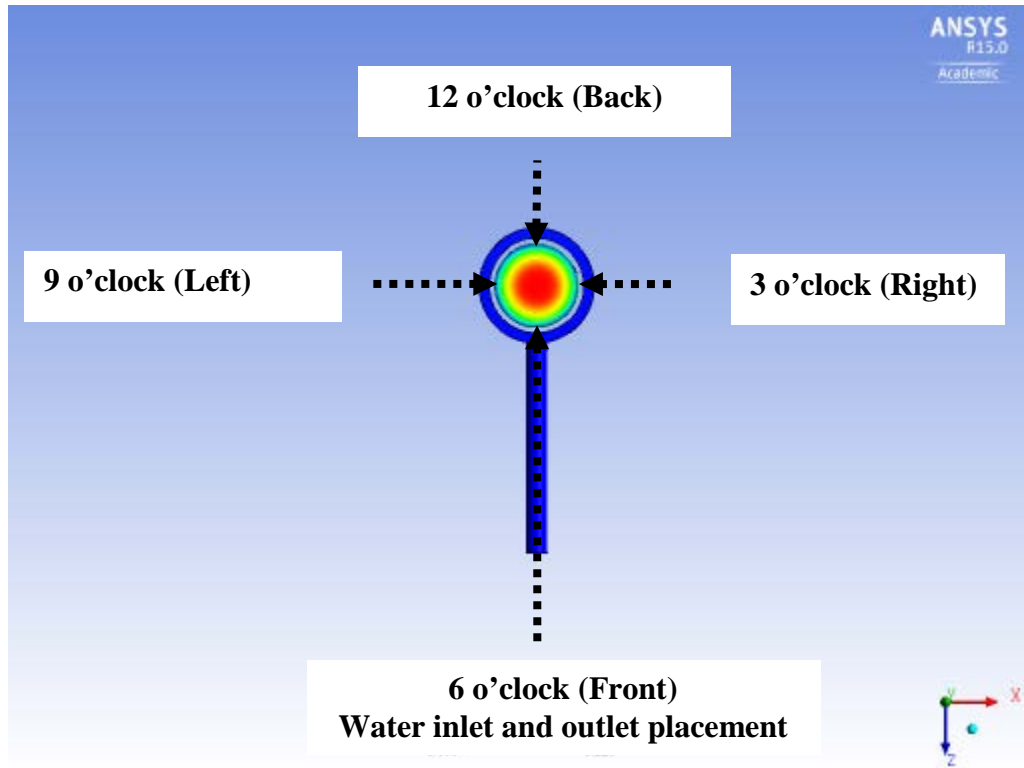 ANSYS
R15.0
Academic
12 o’clock (Back)
9 o’clock (Left)
3 o’clock (Right)
6 o’clock (Front)
Water inlet and outlet placement
Y
X
Z